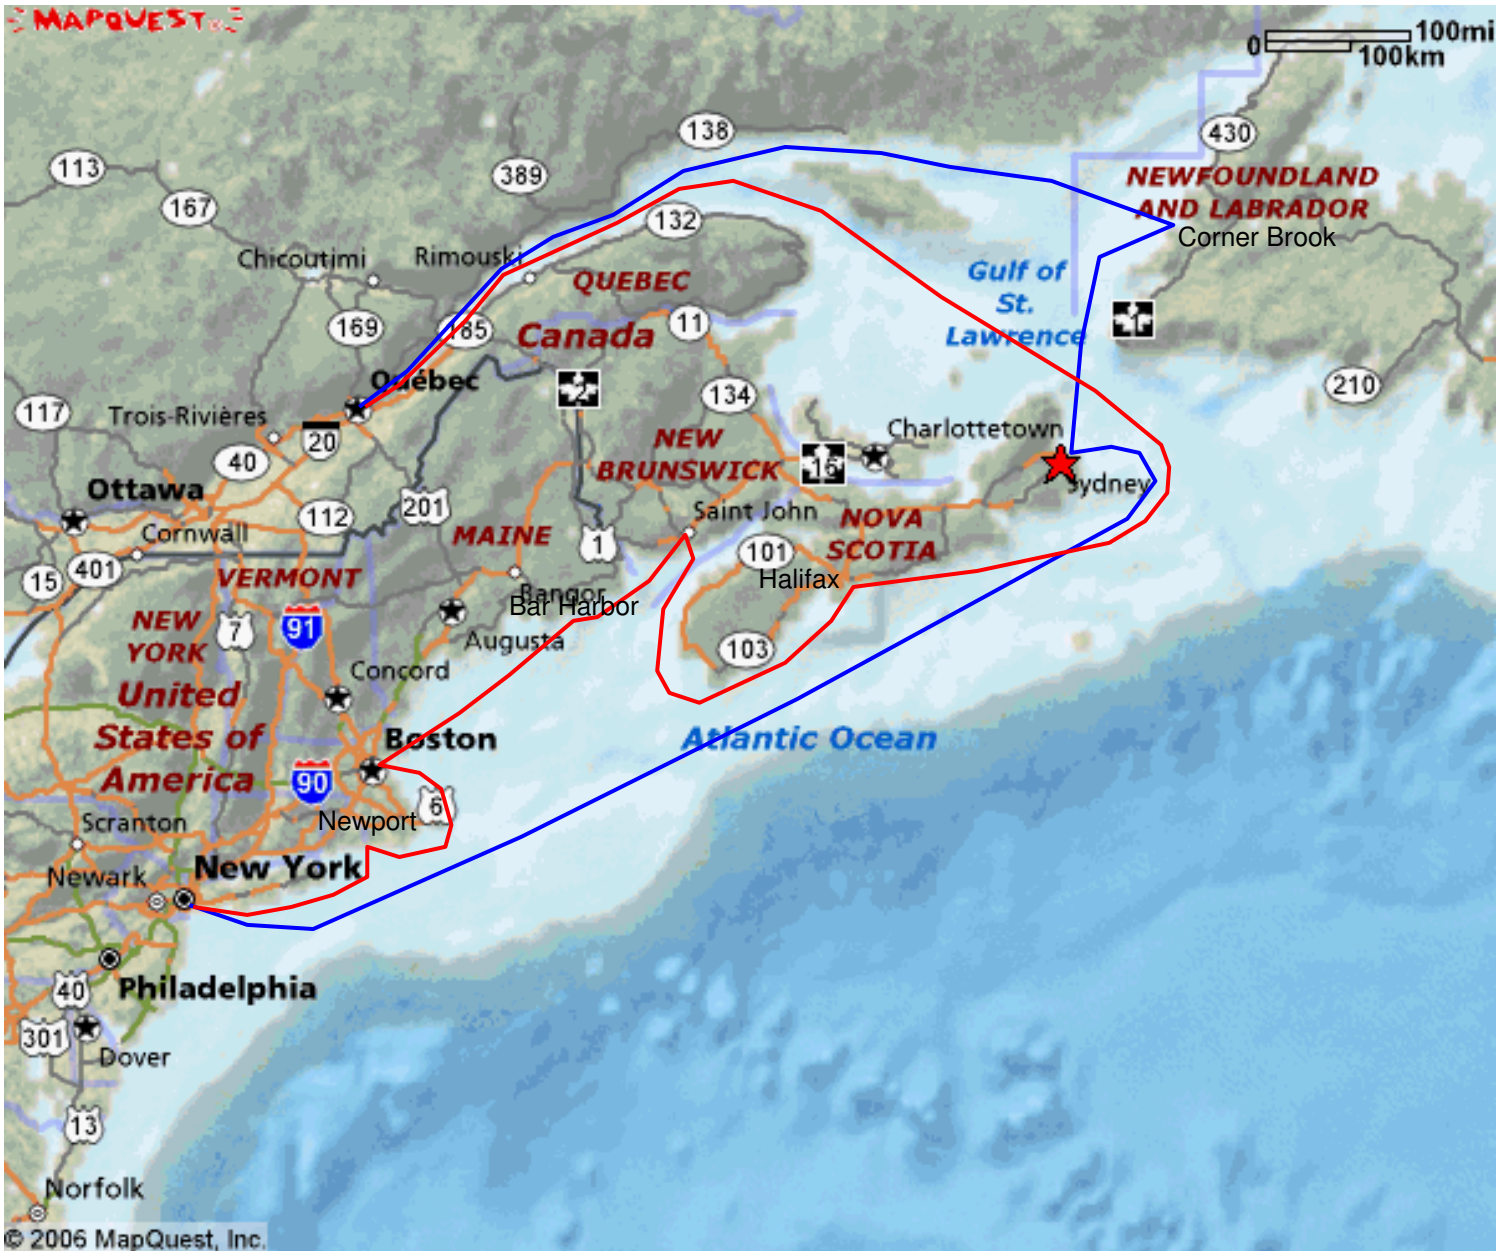 MAPQUEST
0
100mi
100km
138
430
113
389
NEWFOUNDLAND
AND LABRADOR
167
132
Corner Brook
Chicoutimi
Rimouski
QUEBEC
Gulf of
St.
Lawrence
169
185
Canada
11
1
Québec
2
134
210
117
Trois-Rivières
20
NEW
BRUNSWICK
Charlottetown
16
40
Ottawa
112
201
Sydney
Cornwall
MAINE
Saint John
NOVA
SCOTIA
15
401
1
101
VERMONT
Bangor
Halifax
Bar Harbor
NEW
YORK
7
91
Augusta
103
United
States of
America
Concord
Boston
Atlantic Ocean
90
6
Scranton
Newport
New York
Newark
Philadelphia
40
301
Dover
13
Norfolk
© 2006 MapQuest, Inc.